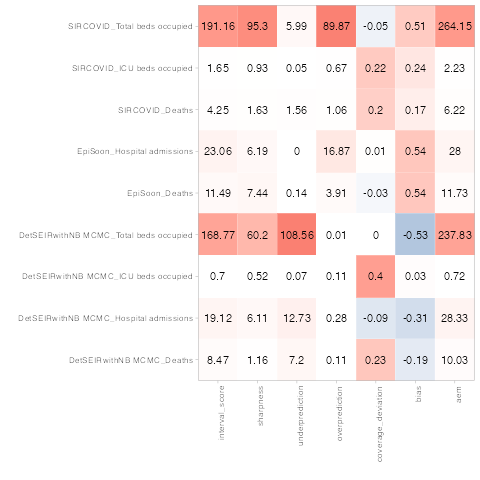 SIRCOVID_Total beds occupied 191.16 95.3 5.99 89.87 -0.05 0.51 264.15
SIRCOVID_ICU beds occupied 1.65 0.93 0.05 0.67 0.22 0.24 2.23
SIRCOVID_Deaths 4.25 1.63 1.56 1.06 0.2 0.17 6.22
EpiSoon_Hospital admissions 23.06 6.19 0 16.87 0.01 0.54 28
EpiSoon_Deaths 11.49 7.44 0.14 3.91 -0.03 0.54 11.73
DetSEIRwithNB MCMC_Total beds occupied 168.77 60.2 108.56 0.01 0 -0.53 237.83
DetSEIRwithNB MCMC_ICU beds occupied 0.7 0.52 0.07 0.11 0.4 0.03 0.72
DetSEIRwithNB MCMC_Hospital admissions 19.12 6.11 12.73 0.28 -0.09 -0.31 28.33
DetSEIRwithNB MCMC_Deaths 8.47 1.16 7.2 0.11 0.23 -0.19 10.03
interval_score
sharpness
underprediction
overprediction
coverage_deviation
bias
aem